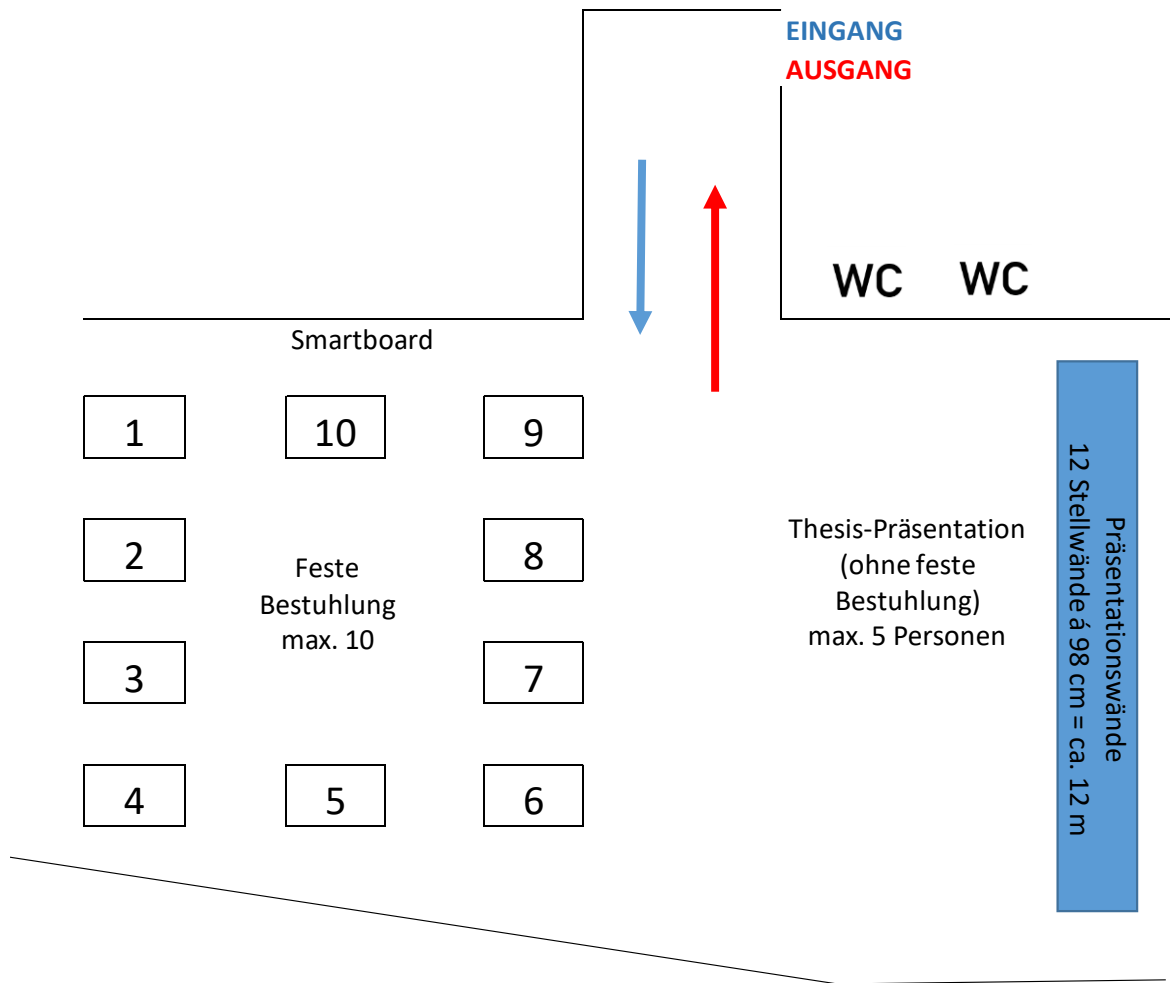 EINGANG
AUSGANG
WC WC
Smartboard
1 10 9
2 8
Feste
Bestuhlung
max. 10
3 7
4 5 6
Thesis-Präsentation
(ohne feste
Bestuhlung)
max. 5 Personen
Präsentationswände
12 Stellwände á 98 cm = ca. 12 m